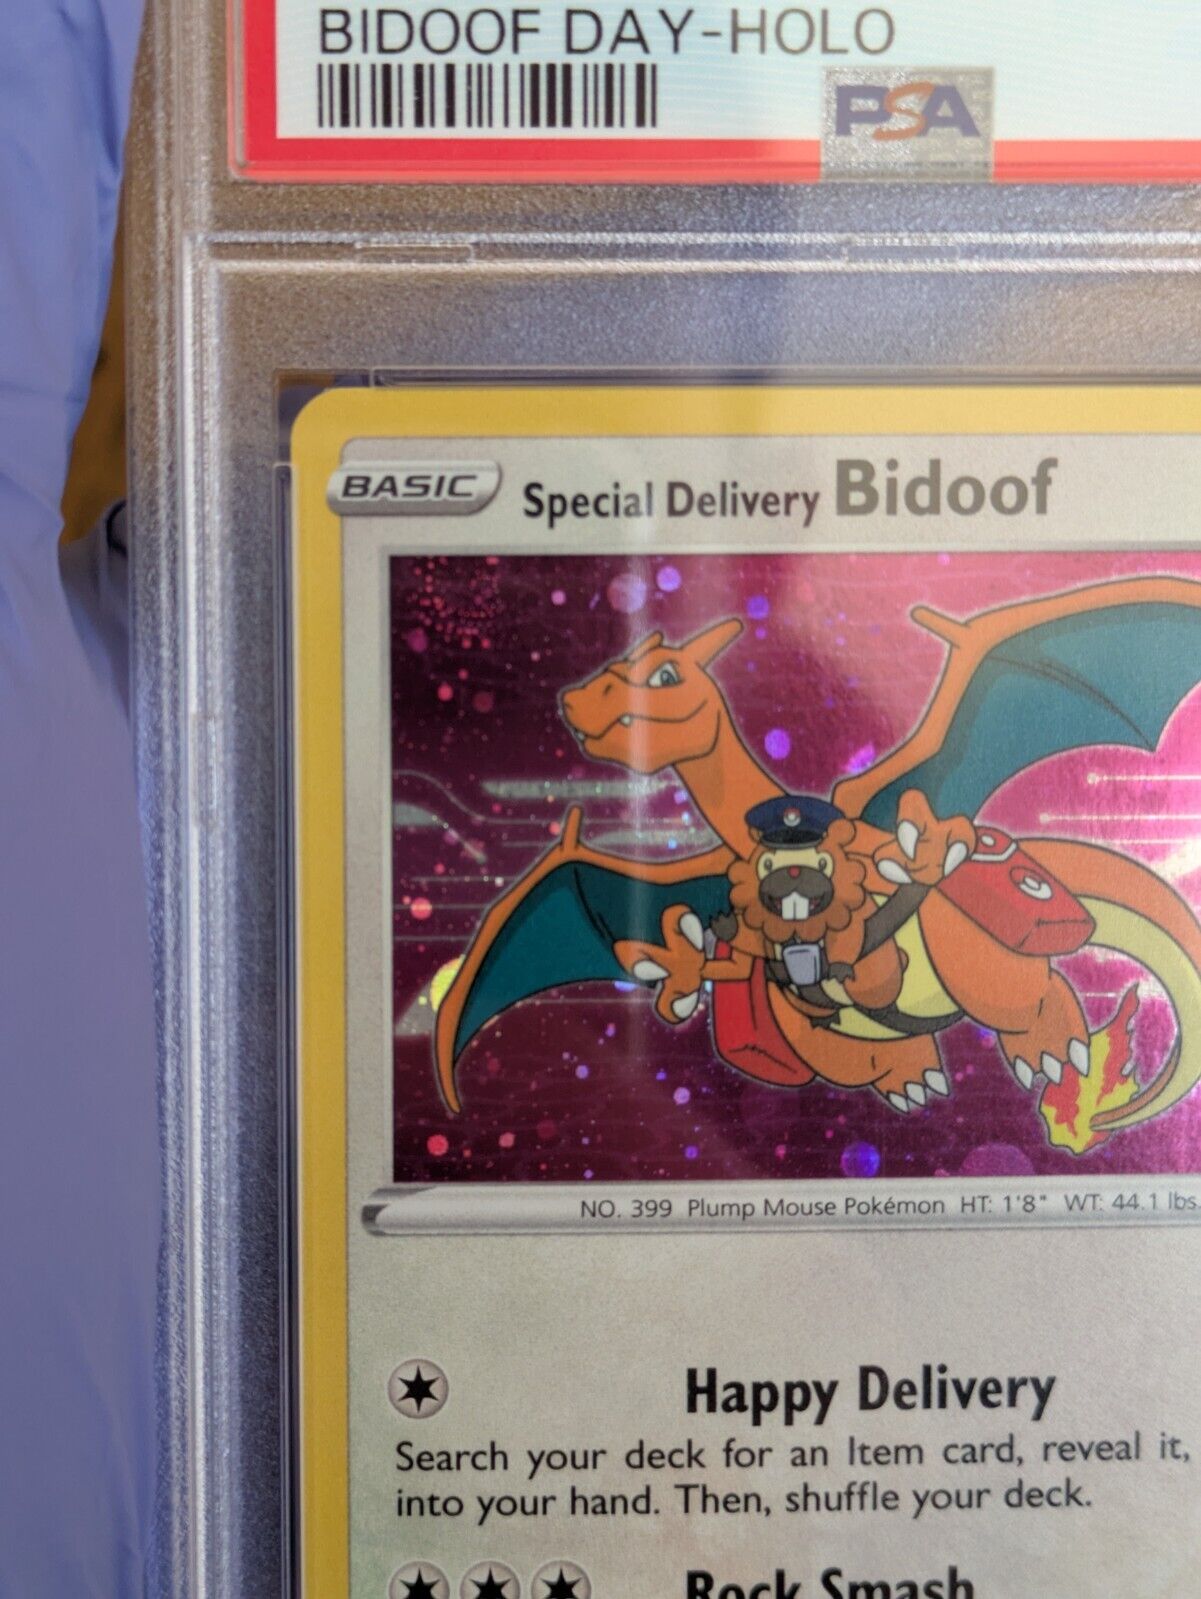 BIDOOF DAY-HOLO
PSA
BASIC Special Delivery Bidoof
NO. 399 Plump Mouse Pokémon HT: 1'8" WT: 44.1 lbs.
Happy Delivery
Search your deck for an Item card, reveal it,
into your hand. Then, shuffle your deck.
Rock Smash